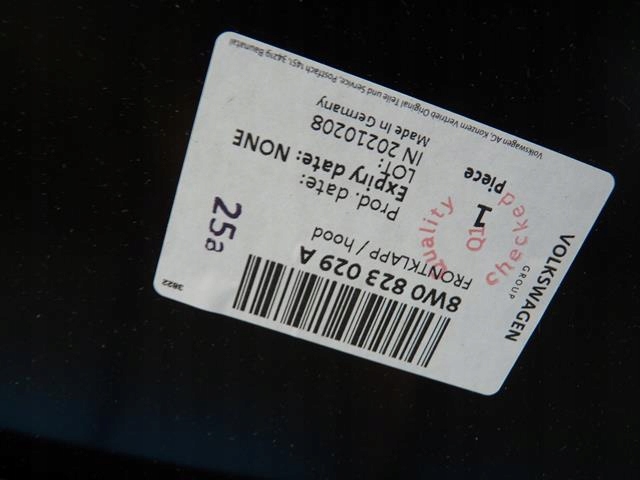 VOLKSWAGEN
GROUP
8W0 823 029 A
FRONTKLAPP / hood
1
Piece
Quality
Q1
checked
Prod. date:
Expiry date: NONE
LOT:
IN 20210208
Made In Germany
25a
3822
Volkswagen AG, Konzern Vertrieb Original Teile und Service, Postfach 1451, 34219 Baunatal